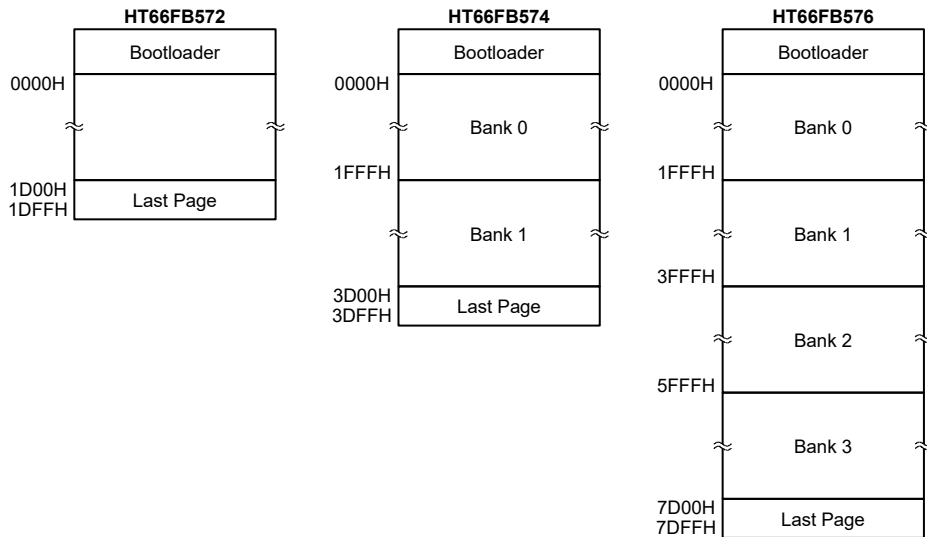 HT66FB572
Bootloader
0000H
1D00H
1DFFH
Last Page
HT66FB574
Bootloader
0000H
Bank 0
1FFFH
Bank 1
3D00H
3DFFH
Last Page
HT66FB576
Bootloader
0000H
Bank 0
1FFFH
Bank 1
3FFFH
Bank 2
5FFFH
Bank 3
7D00H
7DFFH
Last Page